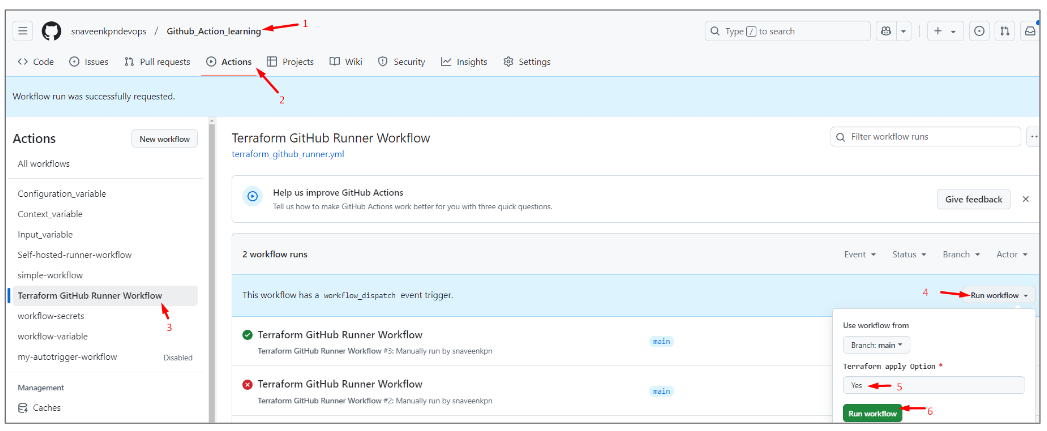 snaveenkpndevops / Github_Action_learning 1
Type / to search
Code Issues Pull requests Actions Projects Wiki Security Insights Settings
2
Workflow run was successfully requested.
Actions
New workflow
All workflows
Configuration_variable
Context_variable
Input_variable
Self-hosted-runner-workflow
simple-workflow
Terraform GitHub Runner Workflow
3
workflow-secrets
workflow-variable
my-autotrigger-workflow Disabled
Management
Caches
Terraform GitHub Runner Workflow
terraform_github_runner.yml
Filter workflow runs
Help us improve GitHub Actions
Tell us how to make GitHub Actions work better for you with three quick questions.
Give feedback
2 workflow runs
Event Status Branch Actor
This workflow has a workflow_dispatch event trigger.
4
Run workflow
Terraform GitHub Runner Workflow
Terraform GitHub Runner Workflow #3: Manually run by snaveenkpn
main
Terraform GitHub Runner Workflow
Terraform GitHub Runner Workflow #2: Manually run by snaveenkpn
main
Use workflow from
Branch: main
Terraform apply Option *
Yes 5
Run workflow 6